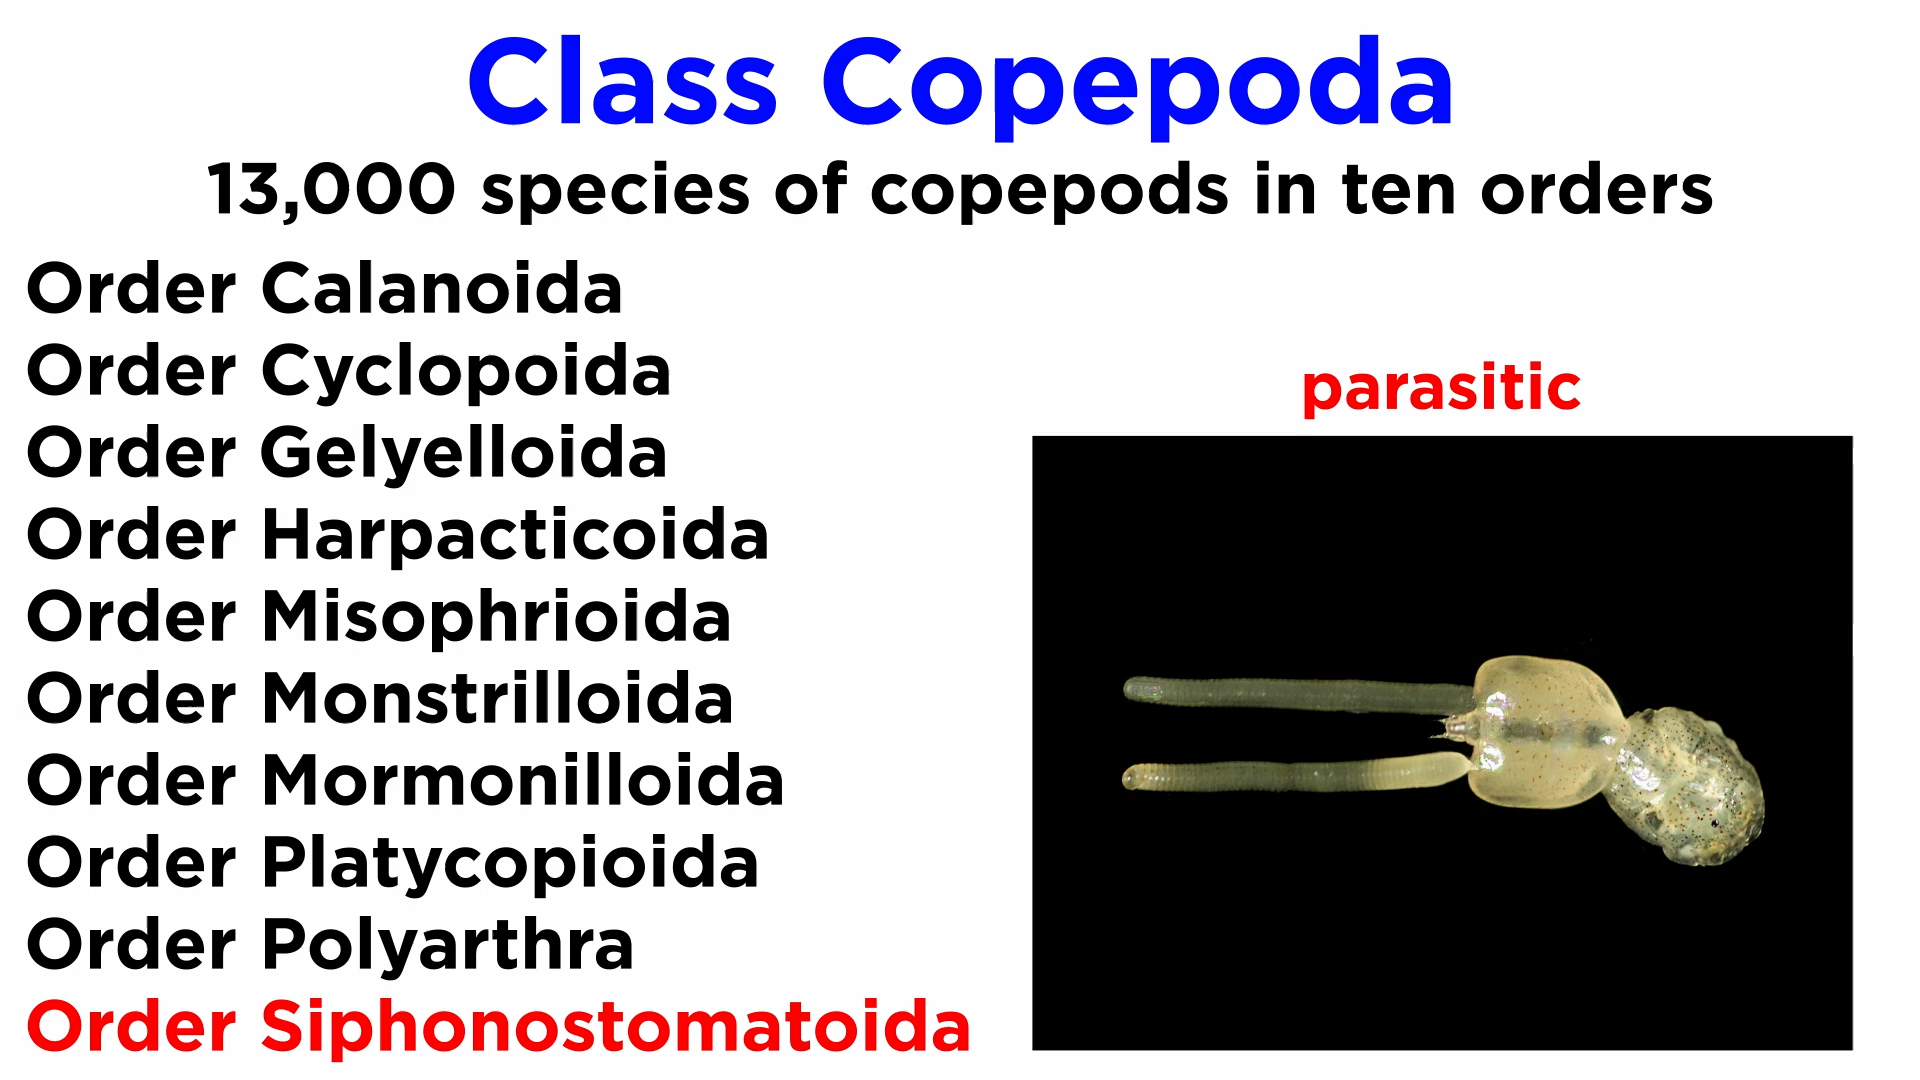 Class Copepoda
13,000 species of copepods in ten orders
Order Calanoida
Order Cyclopoida
Order Gelyelloida
Order Harpacticoida
Order Misophrioida
Order Monstrilloida
Order Mormonilloida
Order Platycopioida
Order Polyarthra
Order Siphonostomatoida
parasitic